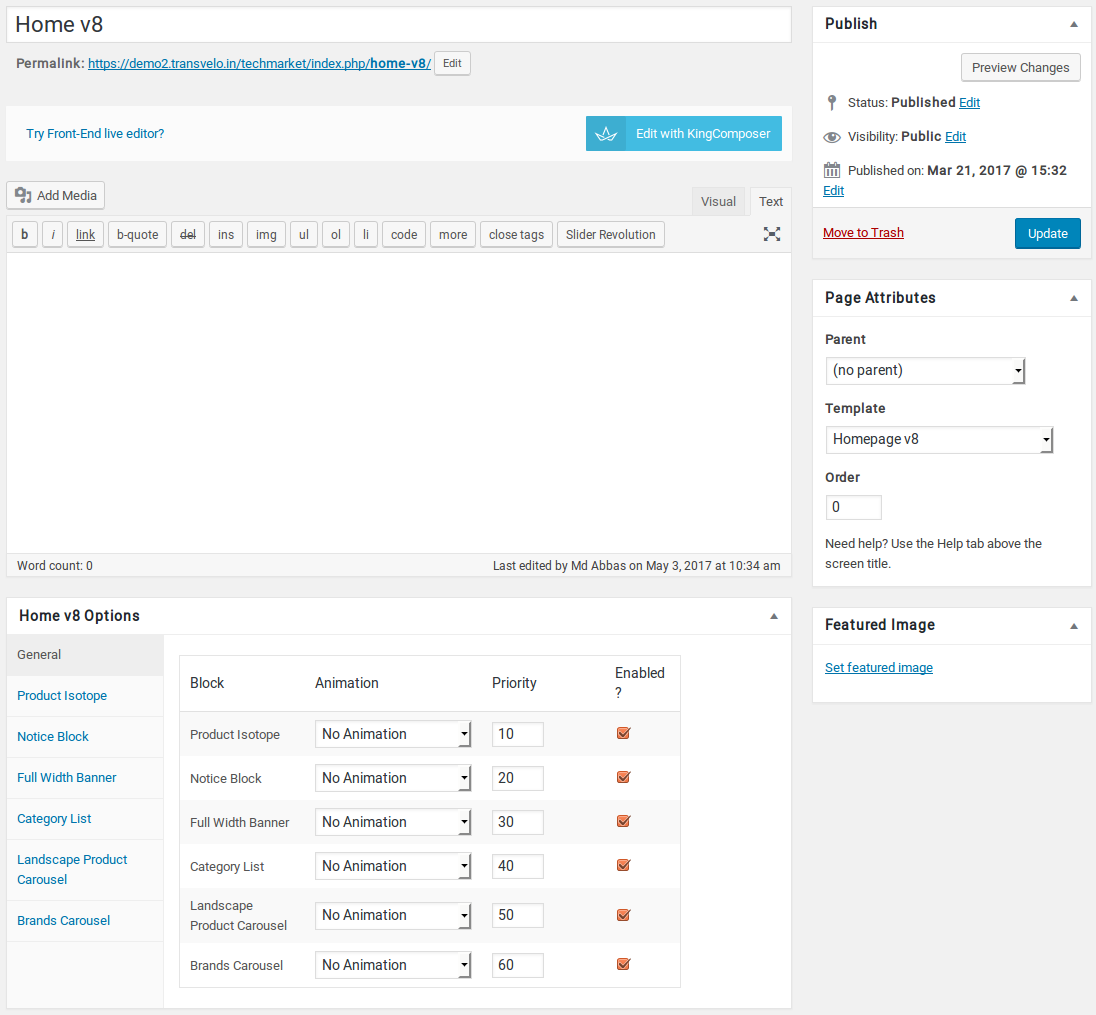 Home v8
Permalink: https://demo2.transvelo.in/techmarket/index.php/home-v8/ Edit
Try Front-End live editor?
Edit with KingComposer
Add Media
Visual Text
b i link b-quote del ins img ul ol li code more close tags Slider Revolution
Word count: 0
Last edited by Md Abbas on May 3, 2017 at 10:34 am
Home v8 Options
General
Product Isotope
Notice Block
Full Width Banner
Category List
Landscape Product
Carousel
Brands Carousel
Block Animation Priority Enabled
?
Product Isotope No Animation 10
Notice Block No Animation 20
Full Width Banner No Animation 30
Category List No Animation 40
Landscape
Product Carousel No Animation 50
Brands Carousel No Animation 60
Publish
Preview Changes
Status: Published Edit
Visibility: Public Edit
Published on: Mar 21, 2017 @ 15:32
Edit
Move to Trash Update
Page Attributes
Parent
(no parent)
Template
Homepage v8
Order
0
Need help? Use the Help tab above the
screen title.
Featured Image
Set featured image